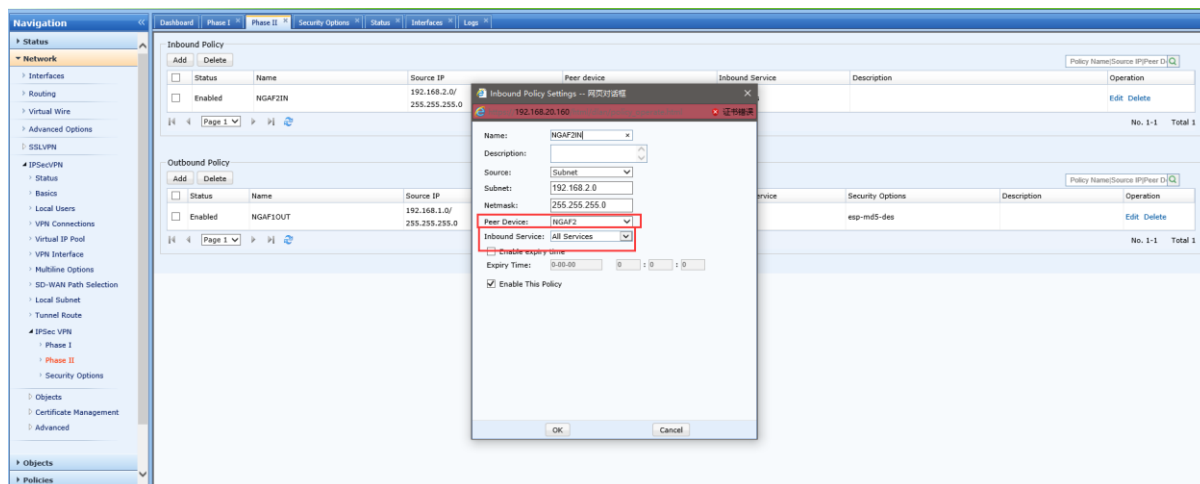 Navigation
Status
Network
Interfaces
Routing
Virtual Wire
Advanced Options
SSLVPN
IPSecVPN
Status
Basics
Local Users
VPN Connections
Virtual IP Pool
VPN Interface
Multiline Options
SD-WAN Path Selection
Local Subnet
Tunnel Route
IPSec VPN
Phase I
Phase II
Security Options
Objects
Certificate Management
Advanced
Objects
Policies
Dashboard Phase I Phase II Security Options Status Interfaces Logs
Inbound Policy
Add Delete Policy Name|Source IP|Peer D
Status Name Source IP Peer device Inbound Service Description Operation
Enabled NGAF2IN 192.168.2.0/ Edit Delete
255.255.255.0
Page 1 No. 1-1 Total 1
Outbound Policy
Add Delete Policy Name|Source IP|Peer D
Status Name Source IP ervice Security Options Description Operation
Enabled NGAF1OUT 192.168.1.0/ esp-md5-des Edit Delete
255.255.255.0
Page 1 No. 1-1 Total 1
Inbound Policy Settings -- 网页对话框
192.168.20.160 证书错误
Name: NGAF2IN
Description:
Source: Subnet
Subnet: 192.168.2.0
Netmask: 255.255.255.0
Peer Device: NGAF2
Inbound Service: All Services
Enable expiry time
Expiry Time: 0-00-00 0 : 0 : 0
Enable This Policy
OK Cancel